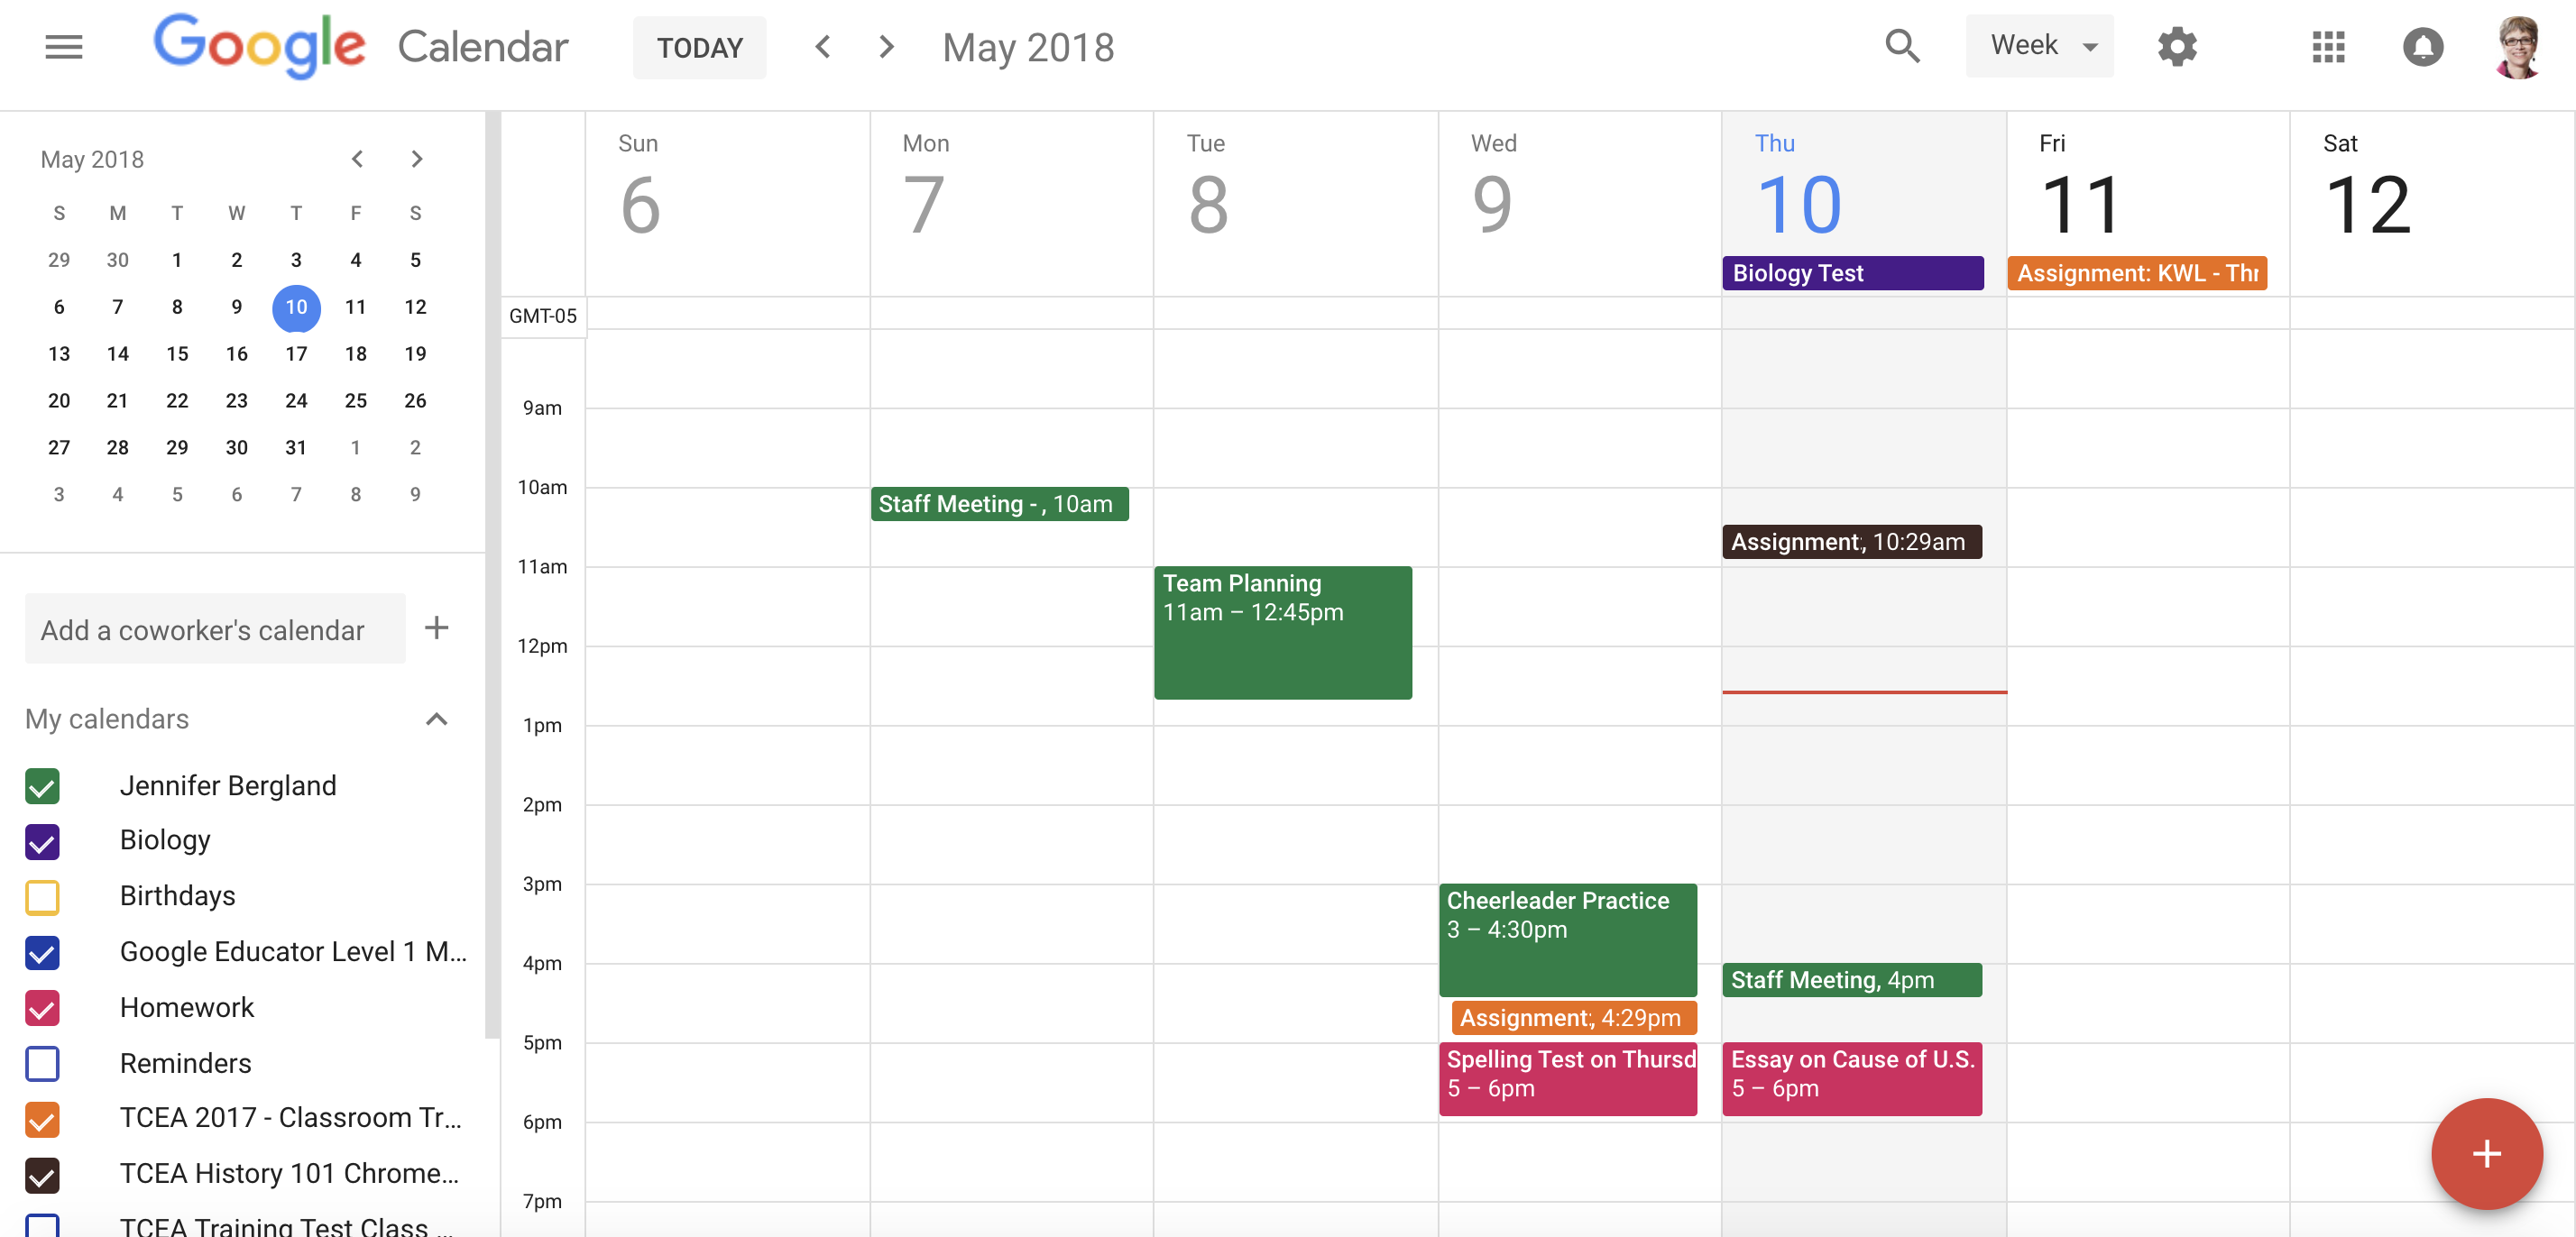 Google Calendar TODAY May 2018 Week
May 2018
S M T W T F S
29 30 1 2 3 4 5
6 7 8 9 10 11 12
13 14 15 16 17 18 19
20 21 22 23 24 25 26
27 28 29 30 31 1 2
3 4 5 6 7 8 9
Add a coworker's calendar
My calendars
Jennifer Bergland
Biology
Birthdays
Google Educator Level 1 M...
Homework
Reminders
TCEA 2017 - Classroom Tr...
TCEA History 101 Chrome...
TCEA Training Test Class ...
Sun Mon Tue Wed Thu Fri Sat
6 7 8 9 10 11 12
Biology Test
Assignment: KWL - Thr
GMT-05
9am
10am
11am
12pm
1pm
2pm
3pm
4pm
5pm
6pm
7pm
Staff Meeting - , 10am
Team Planning
11am – 12:45pm
Cheerleader Practice
3 – 4:30pm
Assignment:, 4:29pm
Spelling Test on Thursd
5 – 6pm
Assignment:, 10:29am
Staff Meeting, 4pm
Essay on Cause of U.S.
5 – 6pm